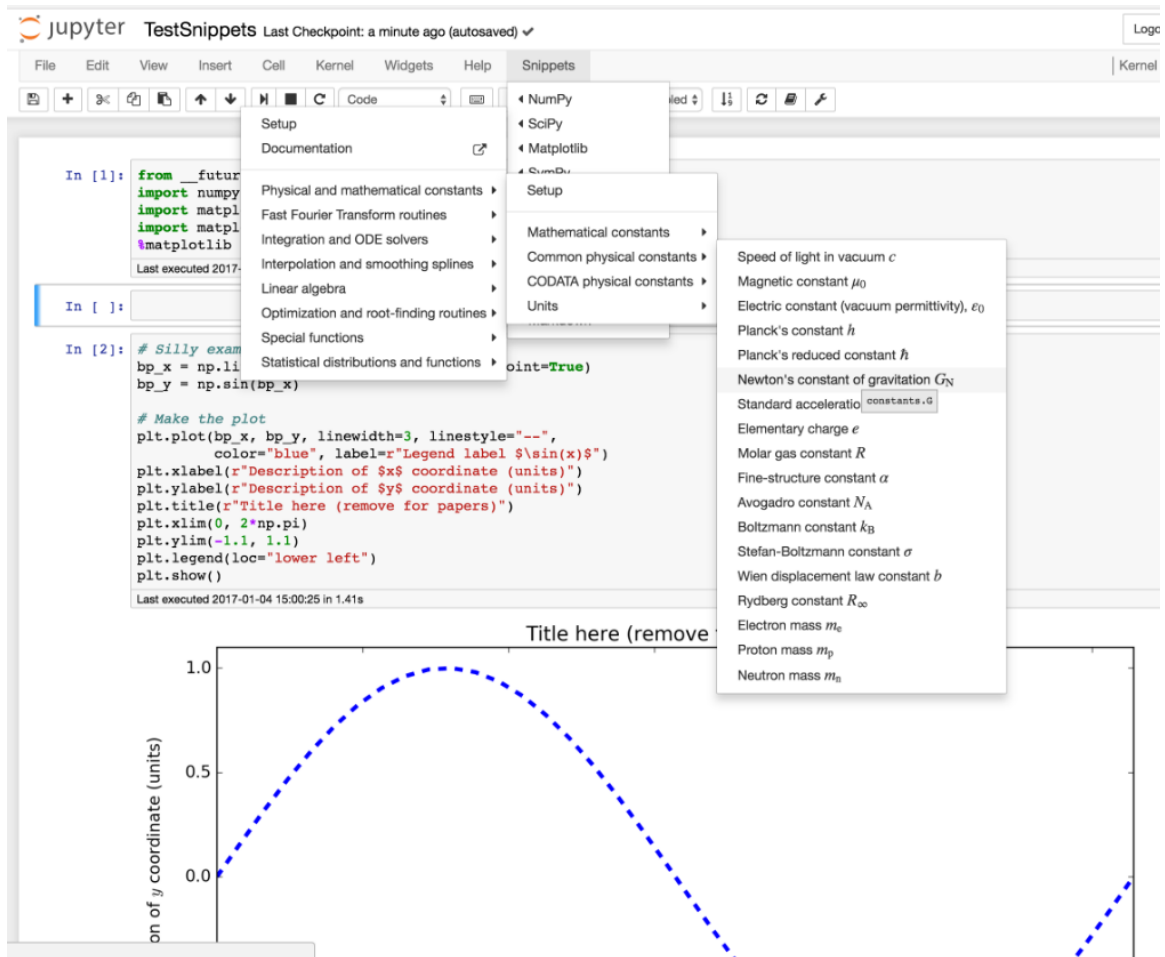 jupyter TestSnippets Last Checkpoint: a minute ago (autosaved)
Logo
File Edit View Insert Cell Kernel Widgets Help Snippets
Kernel
Code
led
NumPy
SciPy
Matplotlib
SymPy
Setup
Documentation
Physical and mathematical constants
Fast Fourier Transform routines
Integration and ODE solvers
Interpolation and smoothing splines
Linear algebra
Optimization and root-finding routines
Special functions
Statistical distributions and functions
Setup
Mathematical constants
Common physical constants
CODATA physical constants
Units
Speed of light in vacuum c
Magnetic constant μ0
Electric constant (vacuum permittivity), ε0
Planck's constant h
Planck's reduced constant ℏ
Newton's constant of gravitation GN
Standard acceleratio
constants.G
Elementary charge e
Molar gas constant R
Fine-structure constant α
Avogadro constant NA
Boltzmann constant kB
Stefan-Boltzmann constant σ
Wien displacement law constant b
Rydberg constant R∞
Electron mass me
Proton mass mp
Neutron mass mn
In [1]: from __futur
import numpy
import matpl
import matpl
%matplotlib
Last executed 2017-
In [ ]:
In [2]: # Silly exam
bp_x = np.li oint=True)
bp_y = np.sin(bp_x)
# Make the plot
plt.plot(bp_x, bp_y, linewidth=3, linestyle="--",
color="blue", label=r"Legend label $\sin(x)$")
plt.xlabel(r"Description of $x$ coordinate (units)")
plt.ylabel(r"Description of $y$ coordinate (units)")
plt.title(r"Title here (remove for papers)")
plt.xlim(0, 2*np.pi)
plt.ylim(-1.1, 1.1)
plt.legend(loc="lower left")
plt.show()
Last executed 2017-01-04 15:00:25 in 1.41s
Title here (remove
1.0
0.5
0.0
on of y coordinate (units)